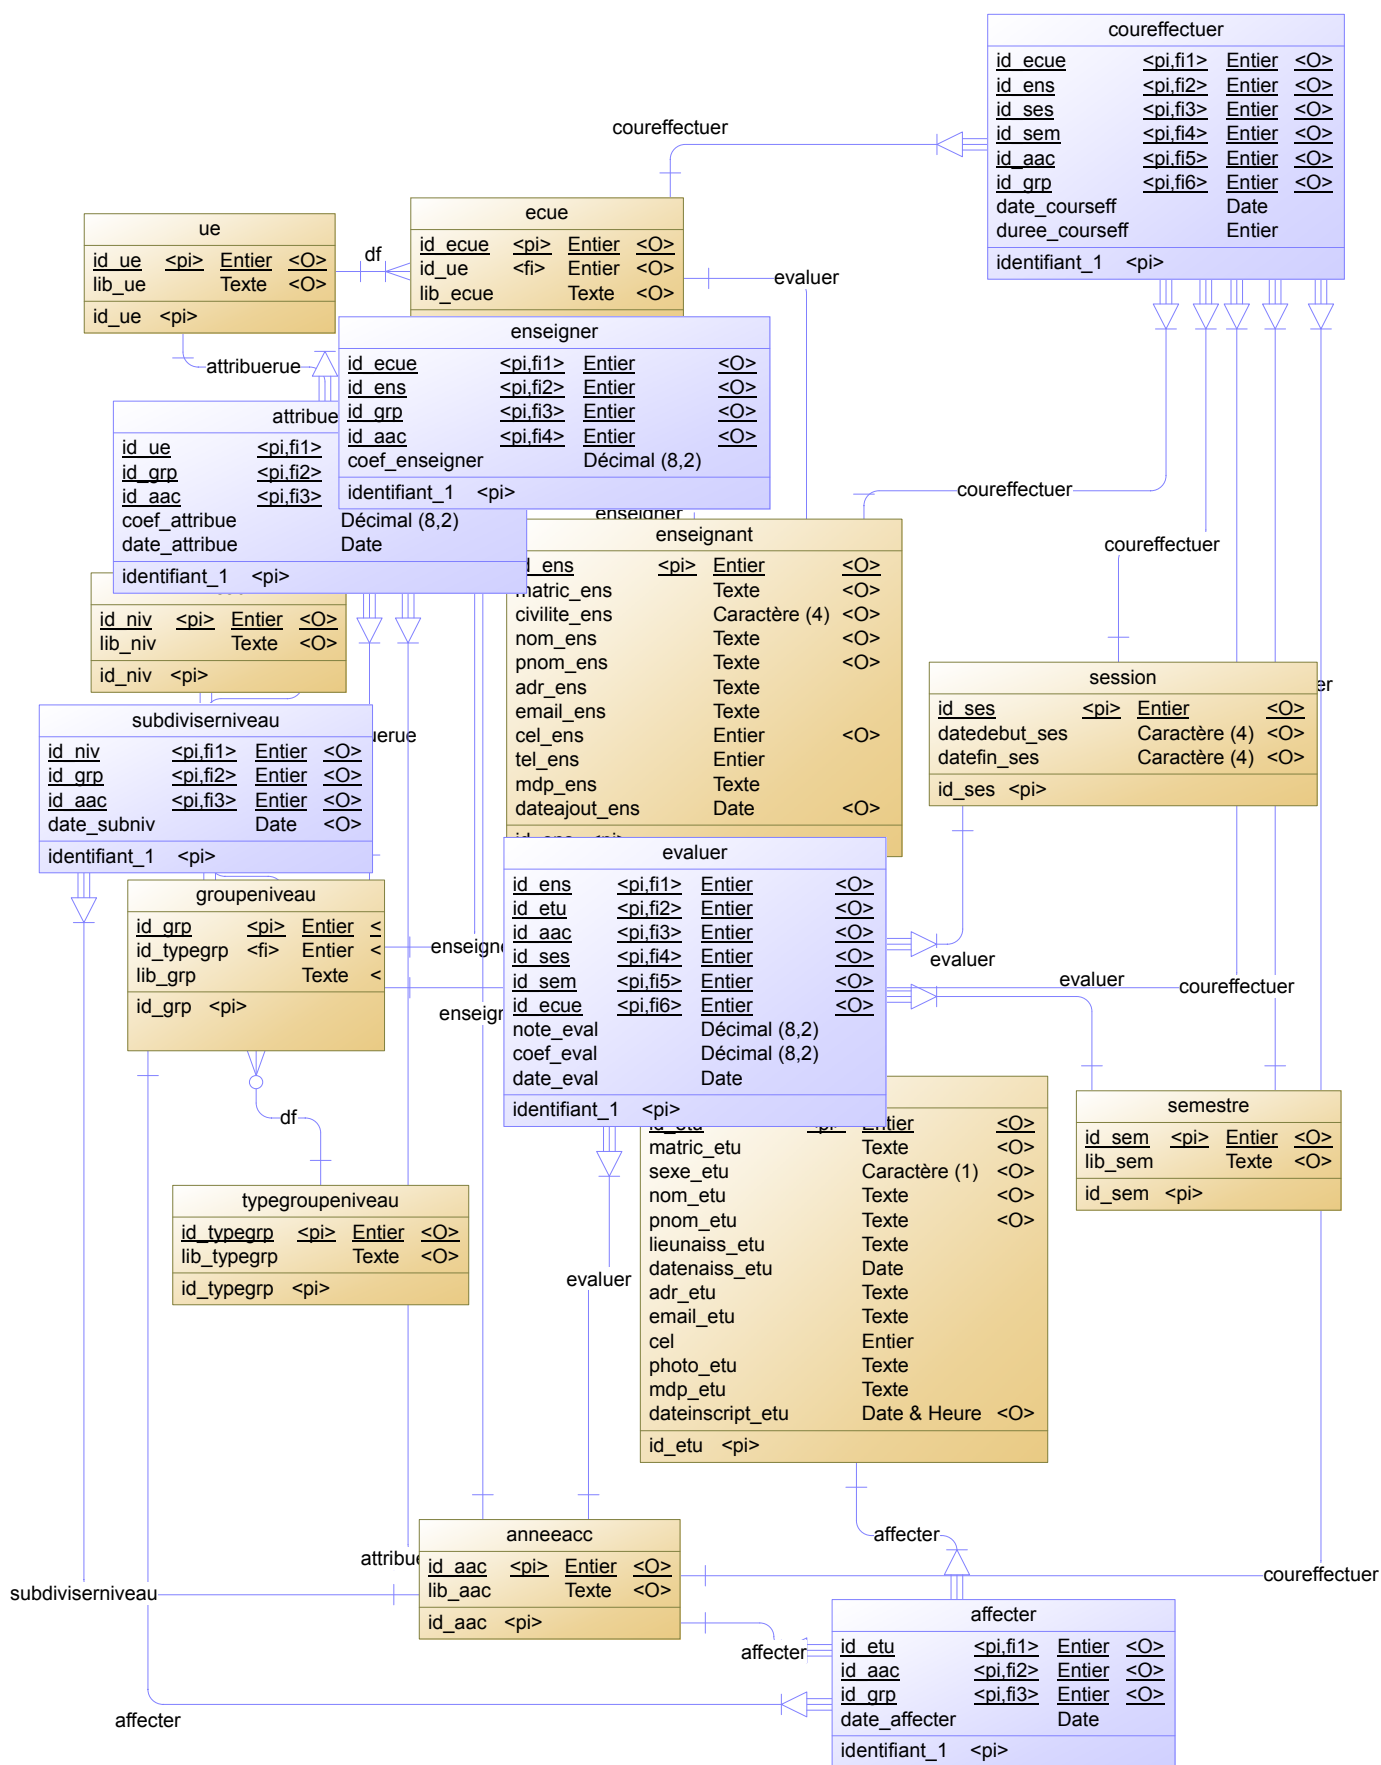 coureffectuer
id_ecue <pi,fi1> Entier <O>
id_ens <pi,fi2> Entier <O>
id_ses <pi,fi3> Entier <O>
id_sem <pi,fi4> Entier <O>
id_aac <pi,fi5> Entier <O>
id_grp <pi,fi6> Entier <O>
date_courseff Date
duree_courseff Entier
identifiant_1 <pi>
coureffectuer
ue
id_ue <pi> Entier <O>
lib_ue Texte <O>
id_ue <pi>
df
ecue
id_ecue <pi> Entier <O>
id_ue <fi> Entier <O>
lib_ecue Texte <O>
evaluer
attribuerue
enseigner
id_ecue <pi,fi1> Entier <O>
id_ens <pi,fi2> Entier <O>
id_grp <pi,fi3> Entier <O>
id_aac <pi,fi4> Entier <O>
coef_enseigner Décimal (8,2)
identifiant_1 <pi>
attribue
id_ue <pi,fi1>
id_grp <pi,fi2>
id_aac <pi,fi3>
coef_attribue Décimal (8,2)
date_attribue Date
identifiant_1 <pi>
coureffectuer
enseigner
enseignant
id_ens <pi> Entier <O>
matric_ens Texte <O>
civilite_ens Caractère (4) <O>
nom_ens Texte <O>
pnom_ens Texte <O>
adr_ens Texte
email_ens Texte
cel_ens Entier <O>
tel_ens Entier
mdp_ens Texte
dateajout_ens Date <O>
coureffectuer
id_niv <pi> Entier <O>
lib_niv Texte <O>
id_niv <pi>
session
id_ses <pi> Entier <O>
datedebut_ses Caractère (4) <O>
datefin_ses Caractère (4) <O>
id_ses <pi>
er
subdiviserniveau
id_niv <pi,fi1> Entier <O>
id_grp <pi,fi2> Entier <O>
id_aac <pi,fi3> Entier <O>
date_subniv Date <O>
identifiant_1 <pi>
uerue
evaluer
id_ens <pi,fi1> Entier <O>
id_etu <pi,fi2> Entier <O>
id_aac <pi,fi3> Entier <O>
id_ses <pi,fi4> Entier <O>
id_sem <pi,fi5> Entier <O>
id_ecue <pi,fi6> Entier <O>
note_eval Décimal (8,2)
coef_eval Décimal (8,2)
date_eval Date
identifiant_1 <pi>
groupeniveau
id_grp <pi> Entier <
id_typegrp <fi> Entier <
lib_grp Texte <
id_grp <pi>
enseigne
enseign
evaluer
evaluer
coureffectuer
df
semestre
id_sem <pi> Entier <O>
lib_sem Texte <O>
id_sem <pi>
id_etu <pi> Entier <O>
matric_etu Texte <O>
sexe_etu Caractère (1) <O>
nom_etu Texte <O>
pnom_etu Texte <O>
lieunaiss_etu Texte
datenaiss_etu Date
adr_etu Texte
email_etu Texte
cel Entier
photo_etu Texte
mdp_etu Texte
dateinscript_etu Date & Heure <O>
id_etu <pi>
typegroupeniveau
id_typegrp <pi> Entier <O>
lib_typegrp Texte <O>
id_typegrp <pi>
evaluer
affecter
attribue
anneeacc
id_aac <pi> Entier <O>
lib_aac Texte <O>
id_aac <pi>
coureffectuer
subdiviserniveau
affecter
affecter
affecter
id_etu <pi,fi1> Entier <O>
id_aac <pi,fi2> Entier <O>
id_grp <pi,fi3> Entier <O>
date_affecter Date
identifiant_1 <pi>